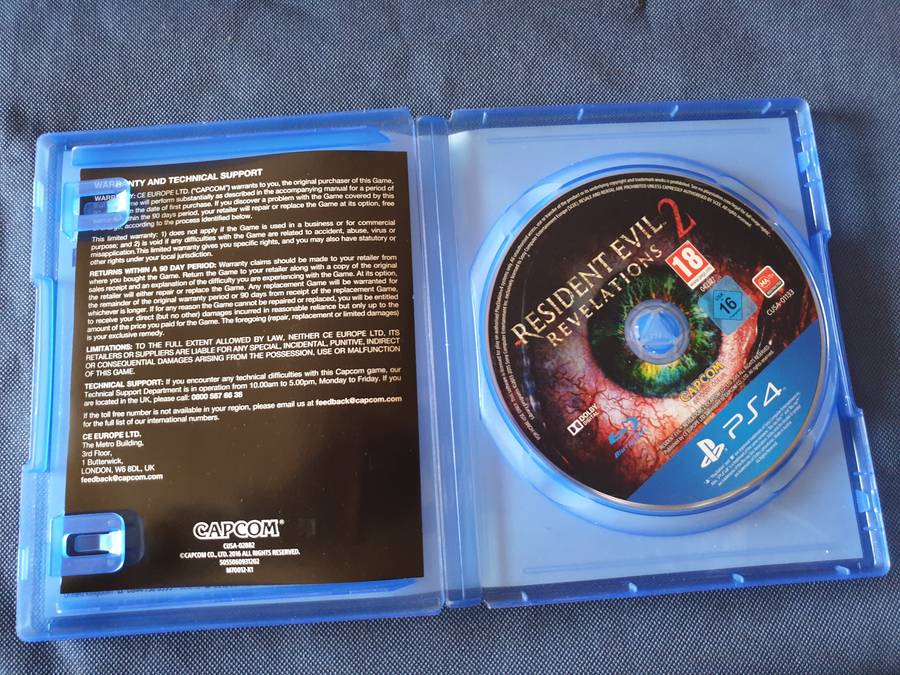 WARRANTY AND TECHNICAL SUPPORT
CE EUROPE LTD. ("CAPCOM") warrants to you, the original purchaser of this Game,
will perform substantially as described in the accompanying manual for a period of
the date of first purchase. If you discover a problem with the Game covered by this
within the 90 days period, your retailer will repair or replace the Game at its option, free
according to the process identified below.
This limited warranty: 1) does not apply if the Game is used in a business or for commercial
purpose; and 2) is void if any difficulties with the Game are related to accident, abuse, virus or
misapplication.This limited warranty gives you specific rights, and you may also have statutory or
other rights under your local jurisdiction.
RETURNS WITHIN A 90 DAY PERIOD: Warranty claims should be made to your retailer from
where you bought the Game. Return the Game to your retailer along with a copy of the original
sales receipt and an explanation of the difficulty you are experiencing with the Game. At its option,
the retailer will either repair or replace the Game. Any replacement Game will be warranted for
the remainder of the original warranty period or 90 days from receipt of the replacement Game,
whichever is longer. If for any reason the Game cannot be repaired or replaced, you will be entitled
to receive your direct (but no other) damages incurred in reasonable reliance but only up to the
amount of the price you paid for the Game. The foregoing (repair, replacement or limited damages)
is your exclusive remedy.
LIMITATIONS: TO THE FULL EXTENT ALLOWED BY LAW, NEITHER CE EUROPE LTD, ITS
RETAILERS OR SUPPLIERS ARE LIABLE FOR ANY SPECIAL, INCIDENTAL, PUNITIVE, INDIRECT
OR CONSEQUENTIAL DAMAGES ARISING FROM THE POSSESSION, USE OR MALFUNCTION
OF THIS GAME.
TECHNICAL SUPPORT: If you encounter any technical difficulties with this Capcom game, our
Technical Support Department is in operation from 10.00am to 5.00pm, Monday to Friday. If you
are located in the UK, please call: 0800 587 66 38
If the toll free number is not available in your region, please email us at feedback@capcom.com
for the full list of our international numbers.
CE EUROPE LTD.
The Metro Building,
3rd Floor,
1 Butterwick,
LONDON, W6 8DL, UK
feedback@capcom.com
CAPCOM®
CUSA-02882
©CAPCOM CO., LTD. 2016 ALL RIGHTS RESERVED.
5055060931202
M70012-X1
RESIDENT EVIL 2
REVELATIONS
18
16
CUSA-01133
CAPCOM
DOLBY
DIGITAL
PS4